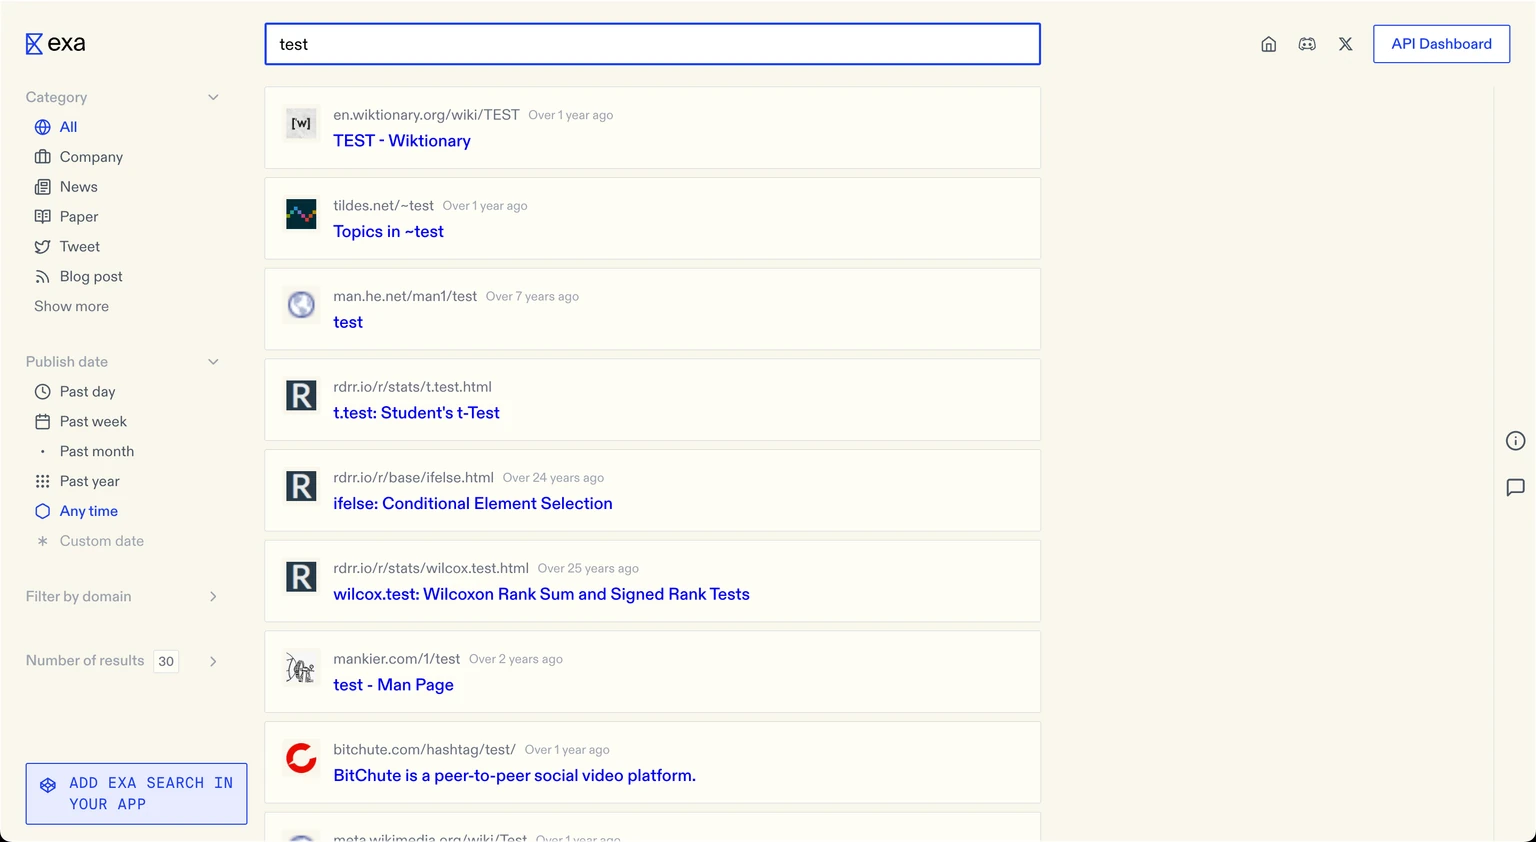 exa
test
API Dashboard
Category
All
Company
News
Paper
Tweet
Blog post
Show more
Publish date
Past day
Past week
Past month
Past year
Any time
Custom date
Filter by domain
Number of results 30
ADD EXA SEARCH IN
YOUR APP
[w]
en.wiktionary.org/wiki/TEST Over 1 year ago
TEST - Wiktionary
tildes.net/~test Over 1 year ago
Topics in ~test
man.he.net/man1/test Over 7 years ago
test
R
rdrr.io/r/stats/t.test.html
t.test: Student's t-Test
R
rdrr.io/r/base/ifelse.html Over 24 years ago
ifelse: Conditional Element Selection
R
rdrr.io/r/stats/wilcox.test.html Over 25 years ago
wilcox.test: Wilcoxon Rank Sum and Signed Rank Tests
mankier.com/1/test Over 2 years ago
test - Man Page
bitchute.com/hashtag/test/ Over 1 year ago
BitChute is a peer-to-peer social video platform.
meta.wikimedia.org/wiki/Test Over 1 year ago